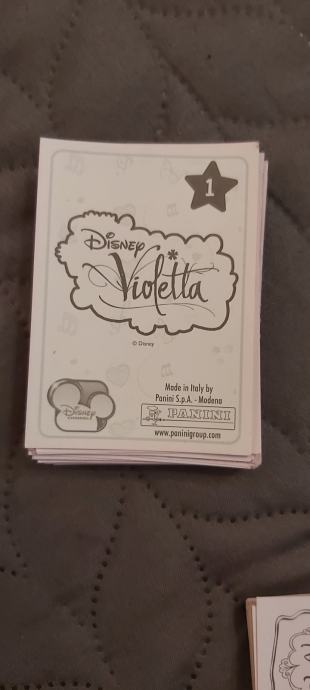 1
Disney
Violetta
© Disney
Made in Italy by
Panini S.p.A. - Modena
PANINI
www.paninigroup.com
Disney